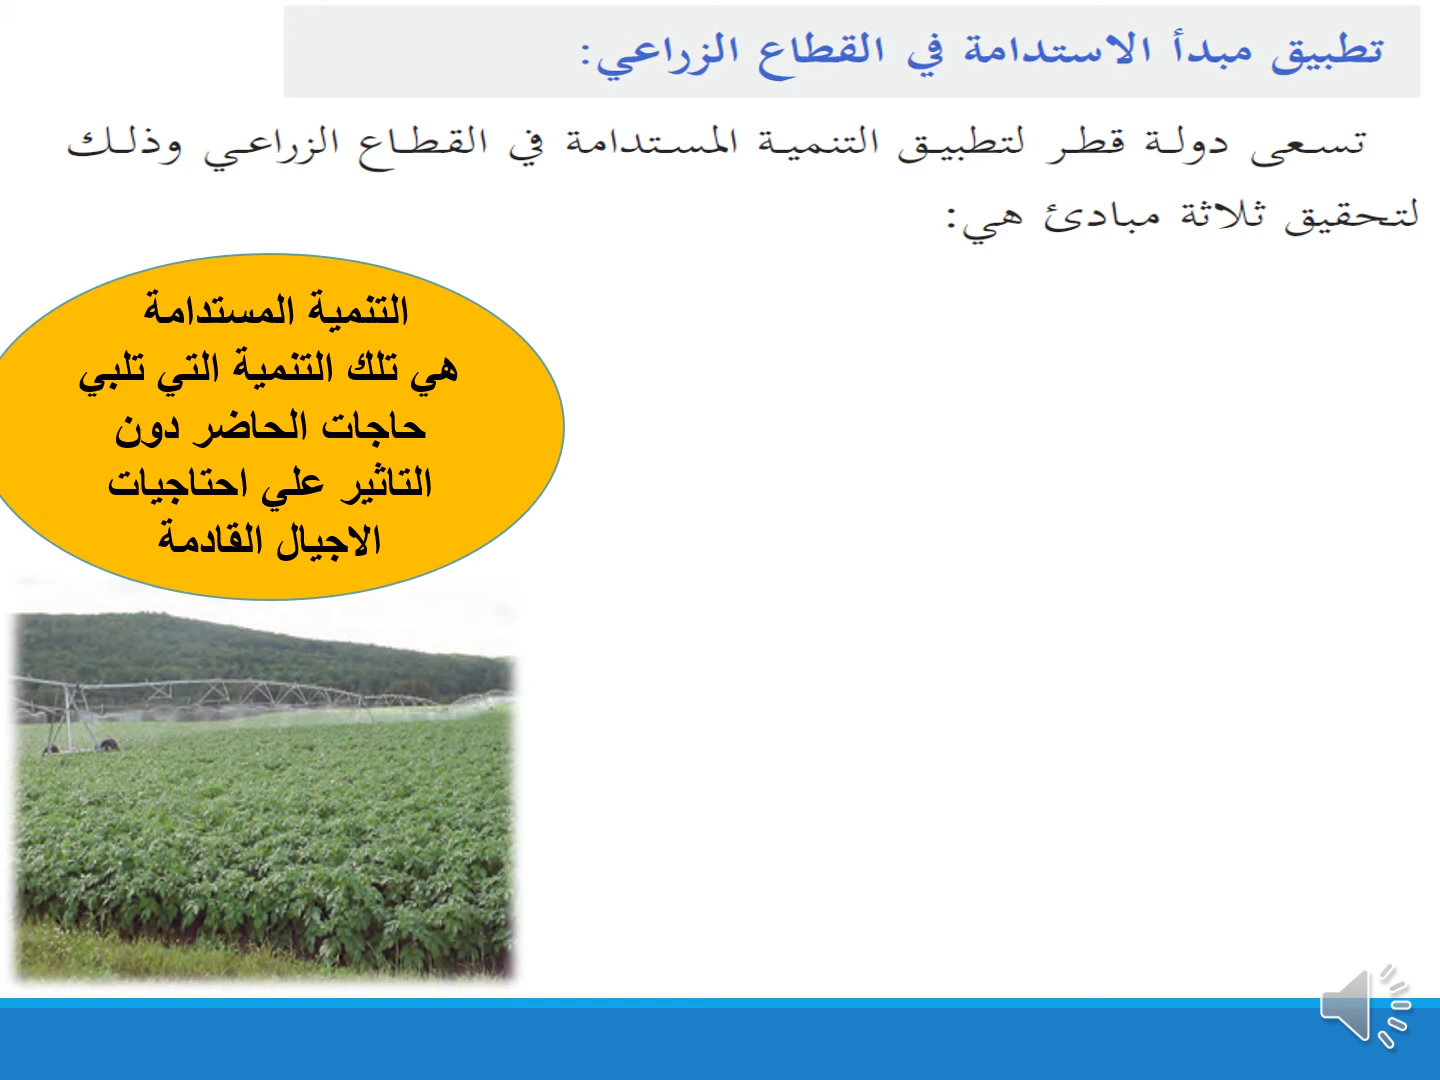 تطبيق مبدأ الاستدامة في القطاع الزراعي:
تسعى دولة قطر لتطبيق التنمية المستدامة في القطاع الزراعي وذلك
لتحقيق ثلاثة مبادئ هي:
التنمية المستدامة
هي تلك التنمية التي تلبي
حاجات الحاضر دون
التاثير علي احتاجيات
الاجيال القادمة